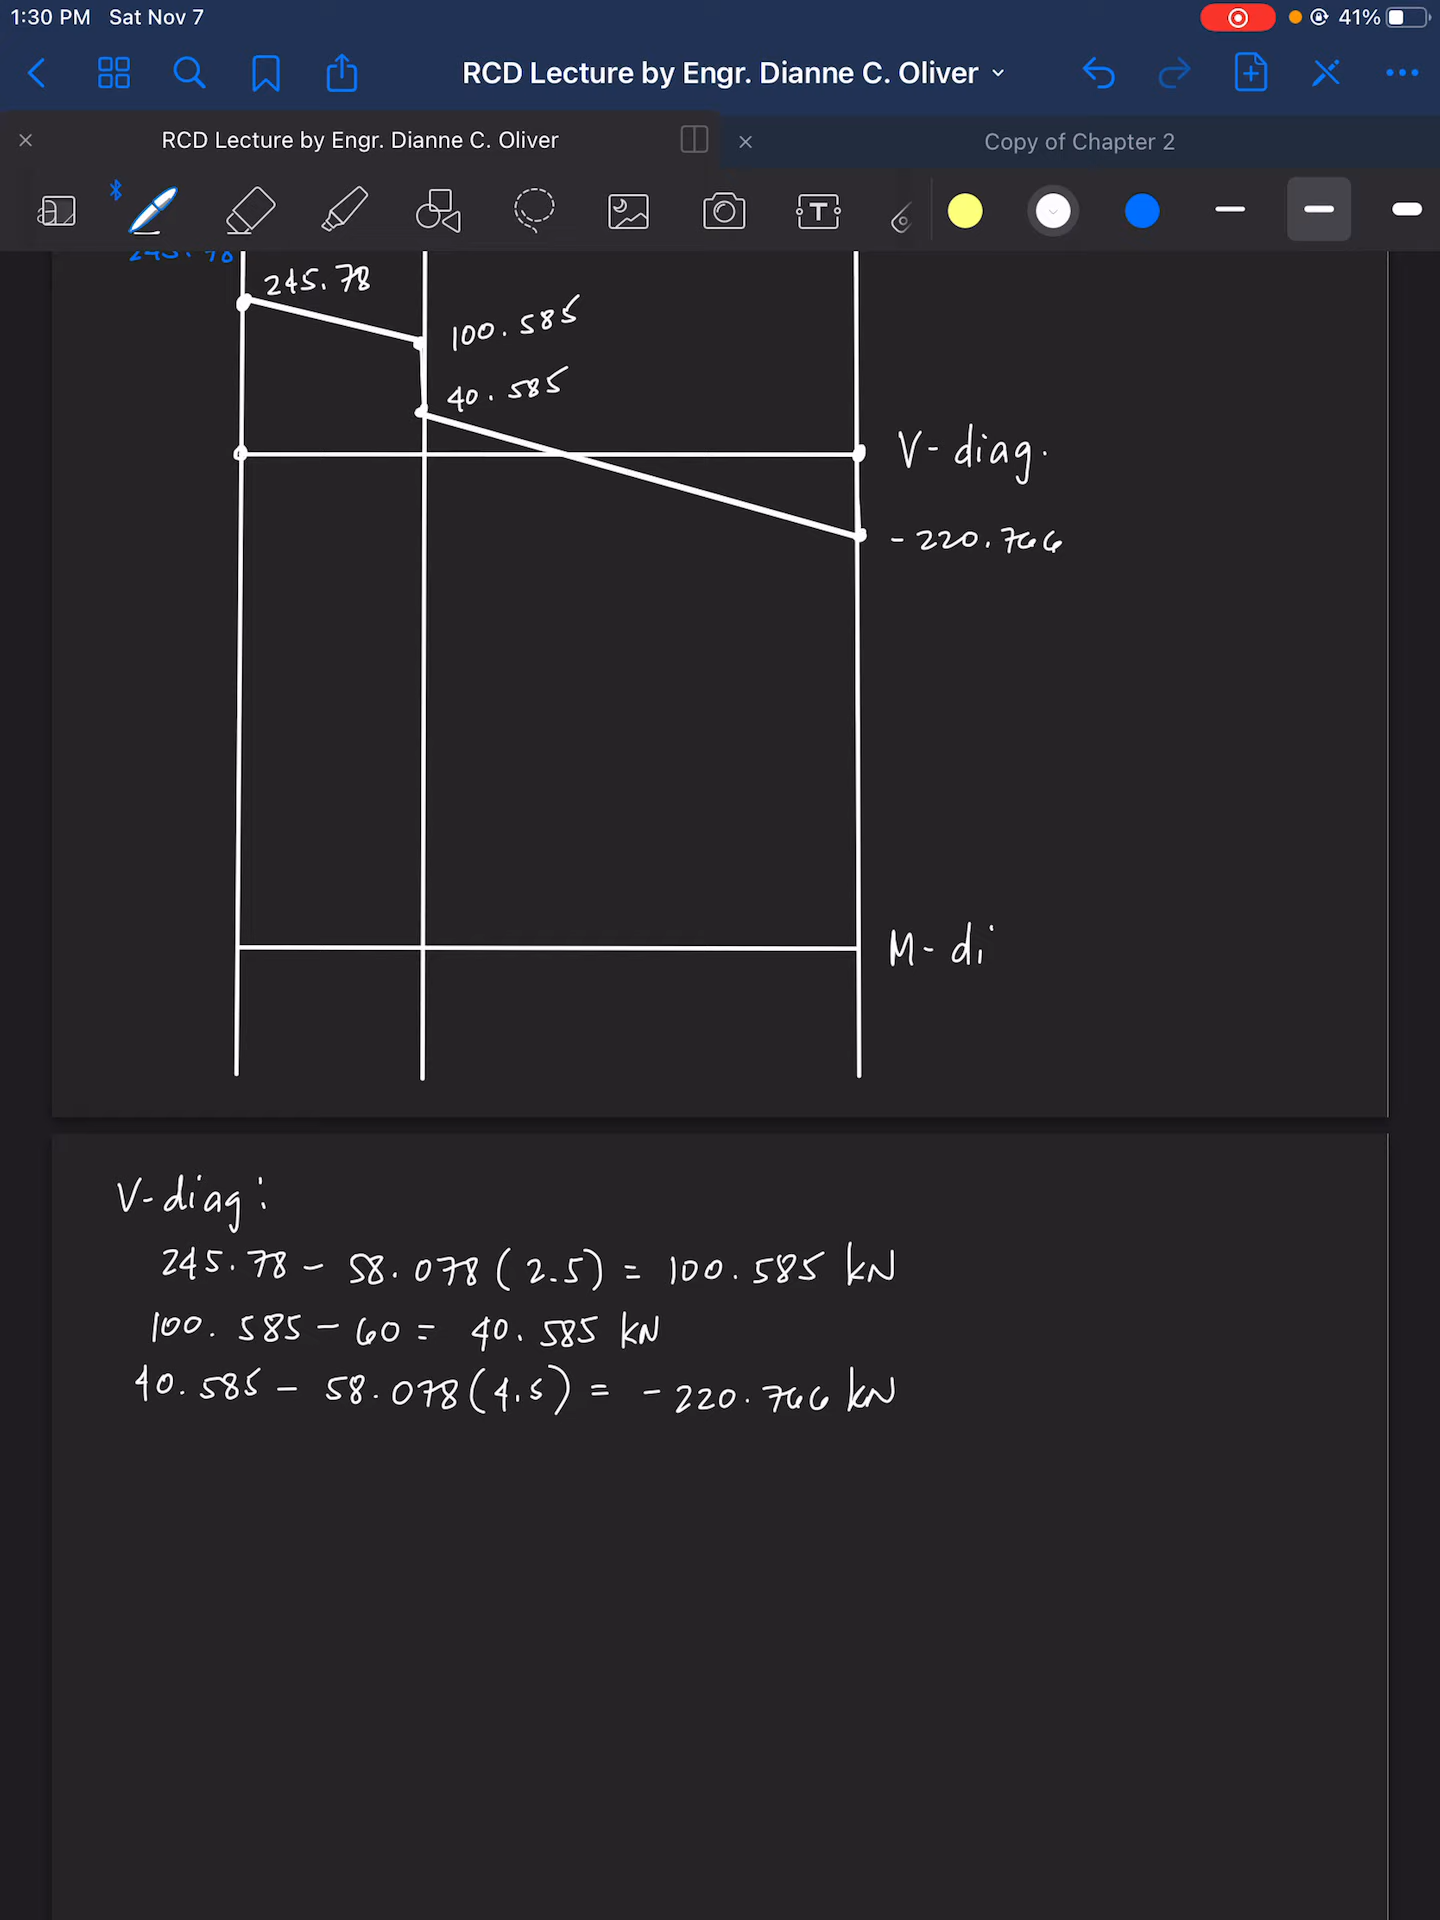 1:30 PM Sat Nov 7
41%
RCD Lecture by Engr. Dianne C. Oliver
RCD Lecture by Engr. Dianne C. Oliver
Copy of Chapter 2
T
245.78
245.78
100.585
40.585
V-diag.
-220.766
M-di
V-diag:
245.78 - 58.078 (2.5) = 100.585 kN
100.585 - 60 = 40.585 kN
40.585 - 58.078 (4.5) = -220.766 kN